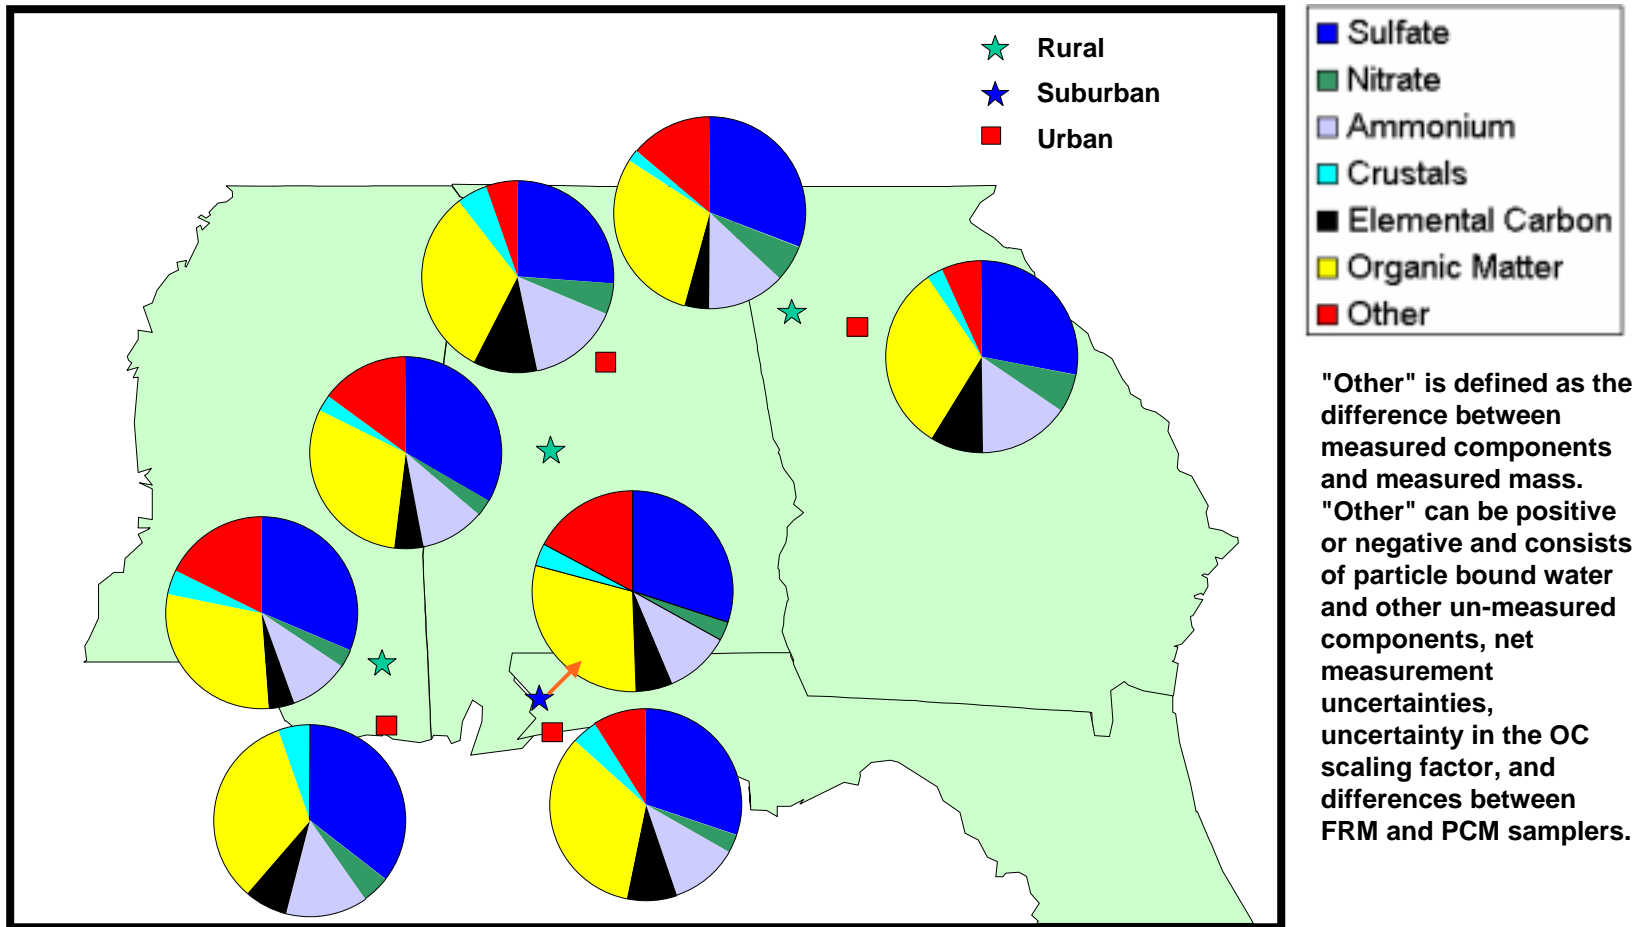 Rural
Suburban
Urban
Sulfate
Nitrate
Ammonium
Crustals
Elemental Carbon
Organic Matter
Other
"Other" is defined as the
difference between
measured components
and measured mass.
"Other" can be positive
or negative and consists
of particle bound water
and other un-measured
components, net
measurement
uncertainties,
uncertainty in the OC
scaling factor, and
differences between
FRM and PCM samplers.